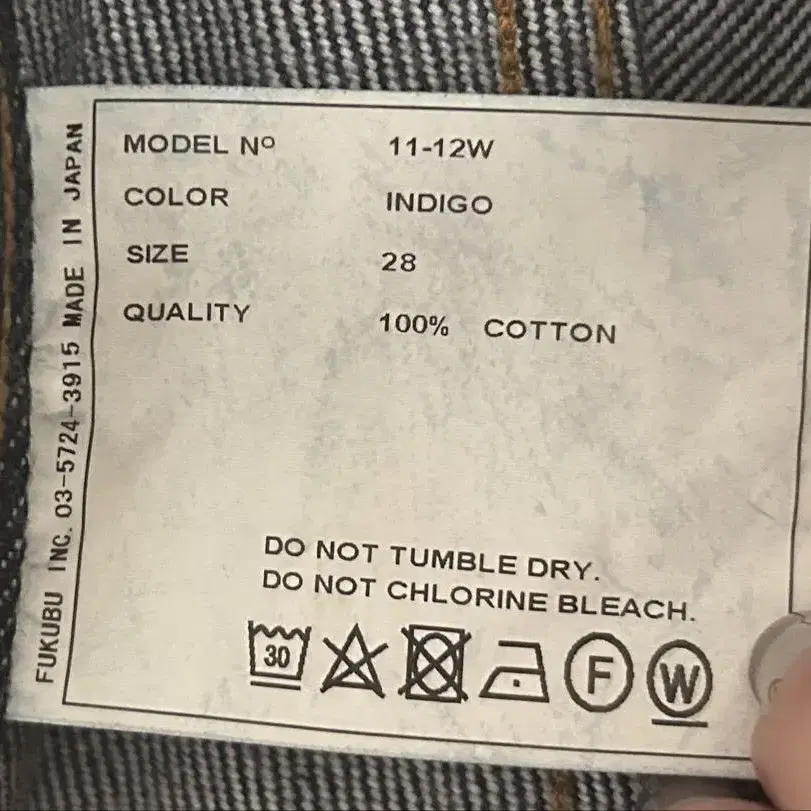 MODEL Nº 11-12W
COLOR INDIGO
SIZE 28
QUALITY 100% COTTON
DO NOT TUMBLE DRY.
DO NOT CHLORINE BLEACH.
30 F W
FUKUBU INC. 03-5724-3915 MADE IN JAPAN